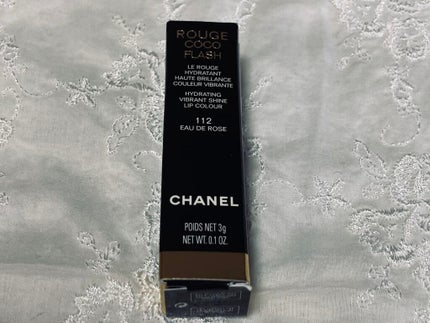 ROUGE
COCO
FLASH
LE ROUGE
HYDRATANT
HAUTE BRILLANCE
COULEUR VIBRANTE
HYDRATING
VIBRANT SHINE
LIP COLOUR
112
EAU DE ROSE
CHANEL
POIDS NET 3g
NET WT. 0.1 OZ.